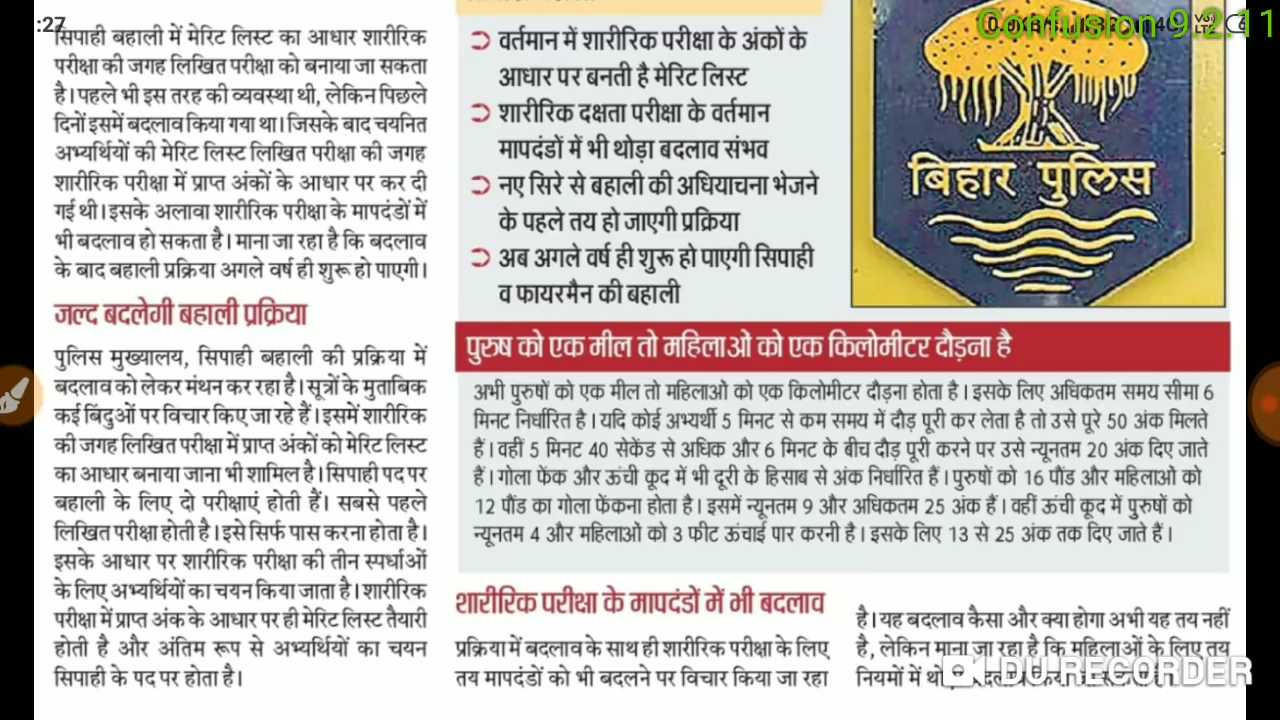 :27
Confusion 9.2.11
सिपाही बहाली में मेरिट लिस्ट का आधार शारीरिक
परीक्षा की जगह लिखित परीक्षा को बनाया जा सकता
है। पहले भी इस तरह की व्यवस्था थी, लेकिन पिछले
दिनों इसमें बदलाव किया गया था। जिसके बाद चयनित
अभ्यर्थियों की मेरिट लिस्ट लिखित परीक्षा की जगह
शारीरिक परीक्षा में प्राप्त अंकों के आधार पर कर दी
गई थी। इसके अलावा शारीरिक परीक्षा के मापदंडों में
भी बदलाव हो सकता है। माना जा रहा है कि बदलाव
के बाद बहाली प्रक्रिया अगले वर्ष ही शुरू हो पाएगी।
जल्द बदलेगी बहाली प्रक्रिया
पुलिस मुख्यालय, सिपाही बहाली की प्रक्रिया में
बदलाव को लेकर मंथन कर रहा है। सूत्रों के मुताबिक
कई बिंदुओं पर विचार किए जा रहे हैं। इसमें शारीरिक
की जगह लिखित परीक्षा में प्राप्त अंकों को मेरिट लिस्ट
का आधार बनाया जाना भी शामिल है। सिपाही पद पर
बहाली के लिए दो परीक्षाएं होती हैं। सबसे पहले
लिखित परीक्षा होती है। इसे सिर्फ पास करना होता है।
इसके आधार पर शारीरिक परीक्षा की तीन स्पर्धाओं
के लिए अभ्यर्थियों का चयन किया जाता है। शारीरिक
परीक्षा में प्राप्त अंक के आधार पर ही मेरिट लिस्ट तैयारी
होती है और अंतिम रूप से अभ्यर्थियों का चयन
सिपाही के पद पर होता है।
वर्तमान में शारीरिक परीक्षा के अंकों के
आधार पर बनती है मेरिट लिस्ट
शारीरिक दक्षता परीक्षा के वर्तमान
मापदंडों में भी थोड़ा बदलाव संभव
नए सिरे से बहाली की अधियाचना भेजने
के पहले तय हो जाएगी प्रक्रिया
अब अगले वर्ष ही शुरू हो पाएगी सिपाही
व फायरमैन की बहाली
बिहार पुलिस
पुरुष को एक मील तो महिलाओं को एक किलोमीटर दौड़ना है
अभी पुरुषों को एक मील तो महिलाओं को एक किलोमीटर दौड़ना होता है। इसके लिए अधिकतम समय सीमा 6
मिनट निर्धारित है। यदि कोई अभ्यर्थी 5 मिनट से कम समय में दौड़ पूरी कर लेता है तो उसे पूरे 50 अंक मिलते
हैं। वहीं 5 मिनट 40 सेकेंड से अधिक और 6 मिनट के बीच दौड़ पूरी करने पर उसे न्यूनतम 20 अंक दिए जाते
हैं। गोला फेंक और ऊंची कूद में भी दूरी के हिसाब से अंक निर्धारित हैं। पुरुषों को 16 पौंड और महिलाओं को
12 पौंड का गोला फेंकना होता है। इसमें न्यूनतम 9 और अधिकतम 25 अंक हैं। वहीं ऊंची कूद में पुरुषों को
न्यूनतम 4 और महिलाओं को 3 फीट ऊंचाई पार करनी है। इसके लिए 13 से 25 अंक तक दिए जाते हैं।
शारीरिक परीक्षा के मापदंडों में भी बदलाव
प्रक्रिया में बदलाव के साथ ही शारीरिक परीक्षा के लिए
तय मापदंडों को भी बदलने पर विचार किया जा रहा
है। यह बदलाव कैसा और क्या होगा अभी यह तय नहीं
है, लेकिन माना जा रहा है कि महिलाओं के लिए तय
नियमों में
DU RECORDER